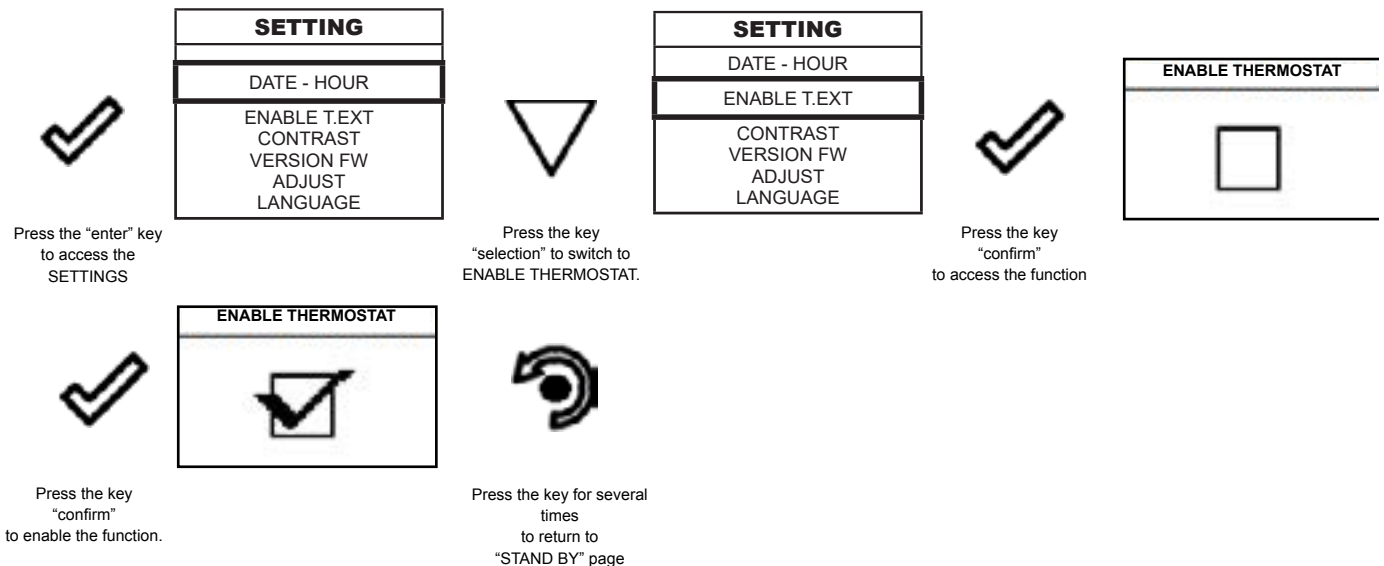 SETTING
DATE - HOUR
ENABLE T.EXT
CONTRAST
VERSION FW
ADJUST
LANGUAGE
Press the “enter” key
to access the
SETTINGS
Press the key
“selection” to switch to
ENABLE THERMOSTAT.
SETTING
DATE - HOUR
ENABLE T.EXT
CONTRAST
VERSION FW
ADJUST
LANGUAGE
Press the key
“confirm”
to access the function
ENABLE THERMOSTAT
Press the key
“confirm”
to enable the function.
ENABLE THERMOSTAT
Press the key for several
times
to return to
“STAND BY” page